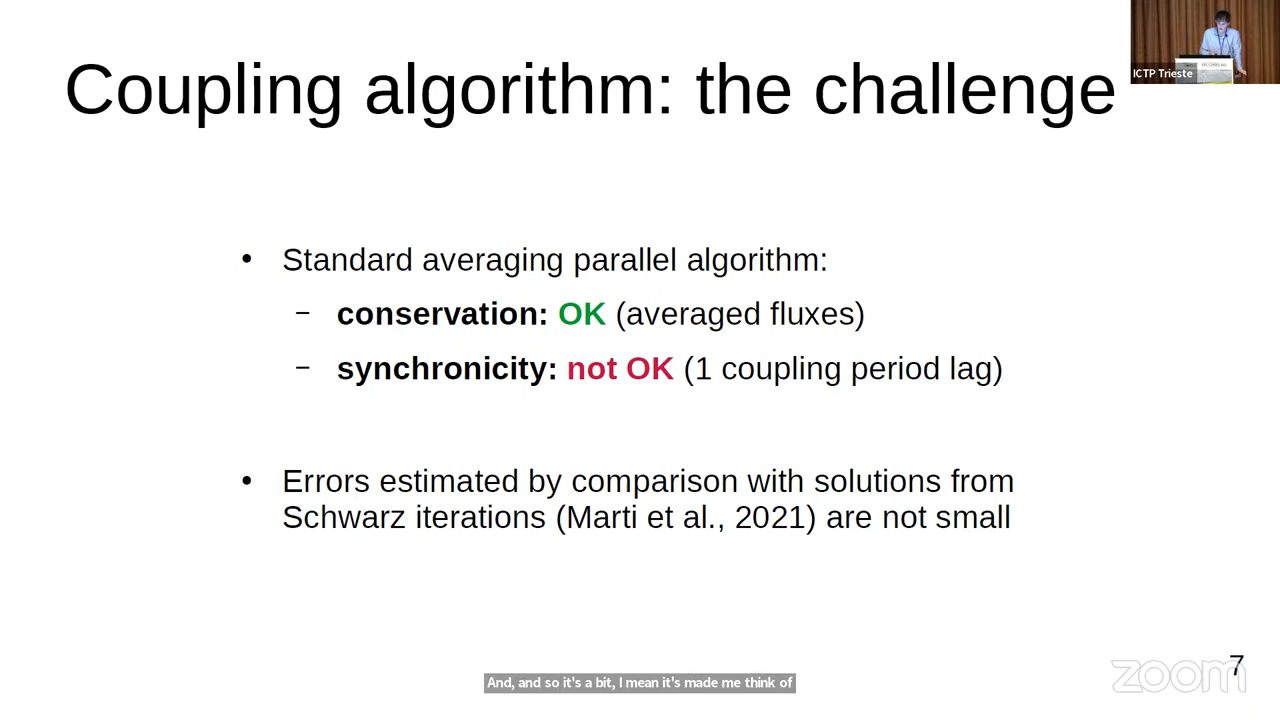 Coupling algorithm: the challenge
ICTP Trieste
• Standard averaging parallel algorithm:
– conservation: OK (averaged fluxes)
– synchronicity: not OK (1 coupling period lag)
• Errors estimated by comparison with solutions from
Schwarz iterations (Marti et al., 2021) are not small
7
zoom
And, and so it's a bit, I mean it's made me think of